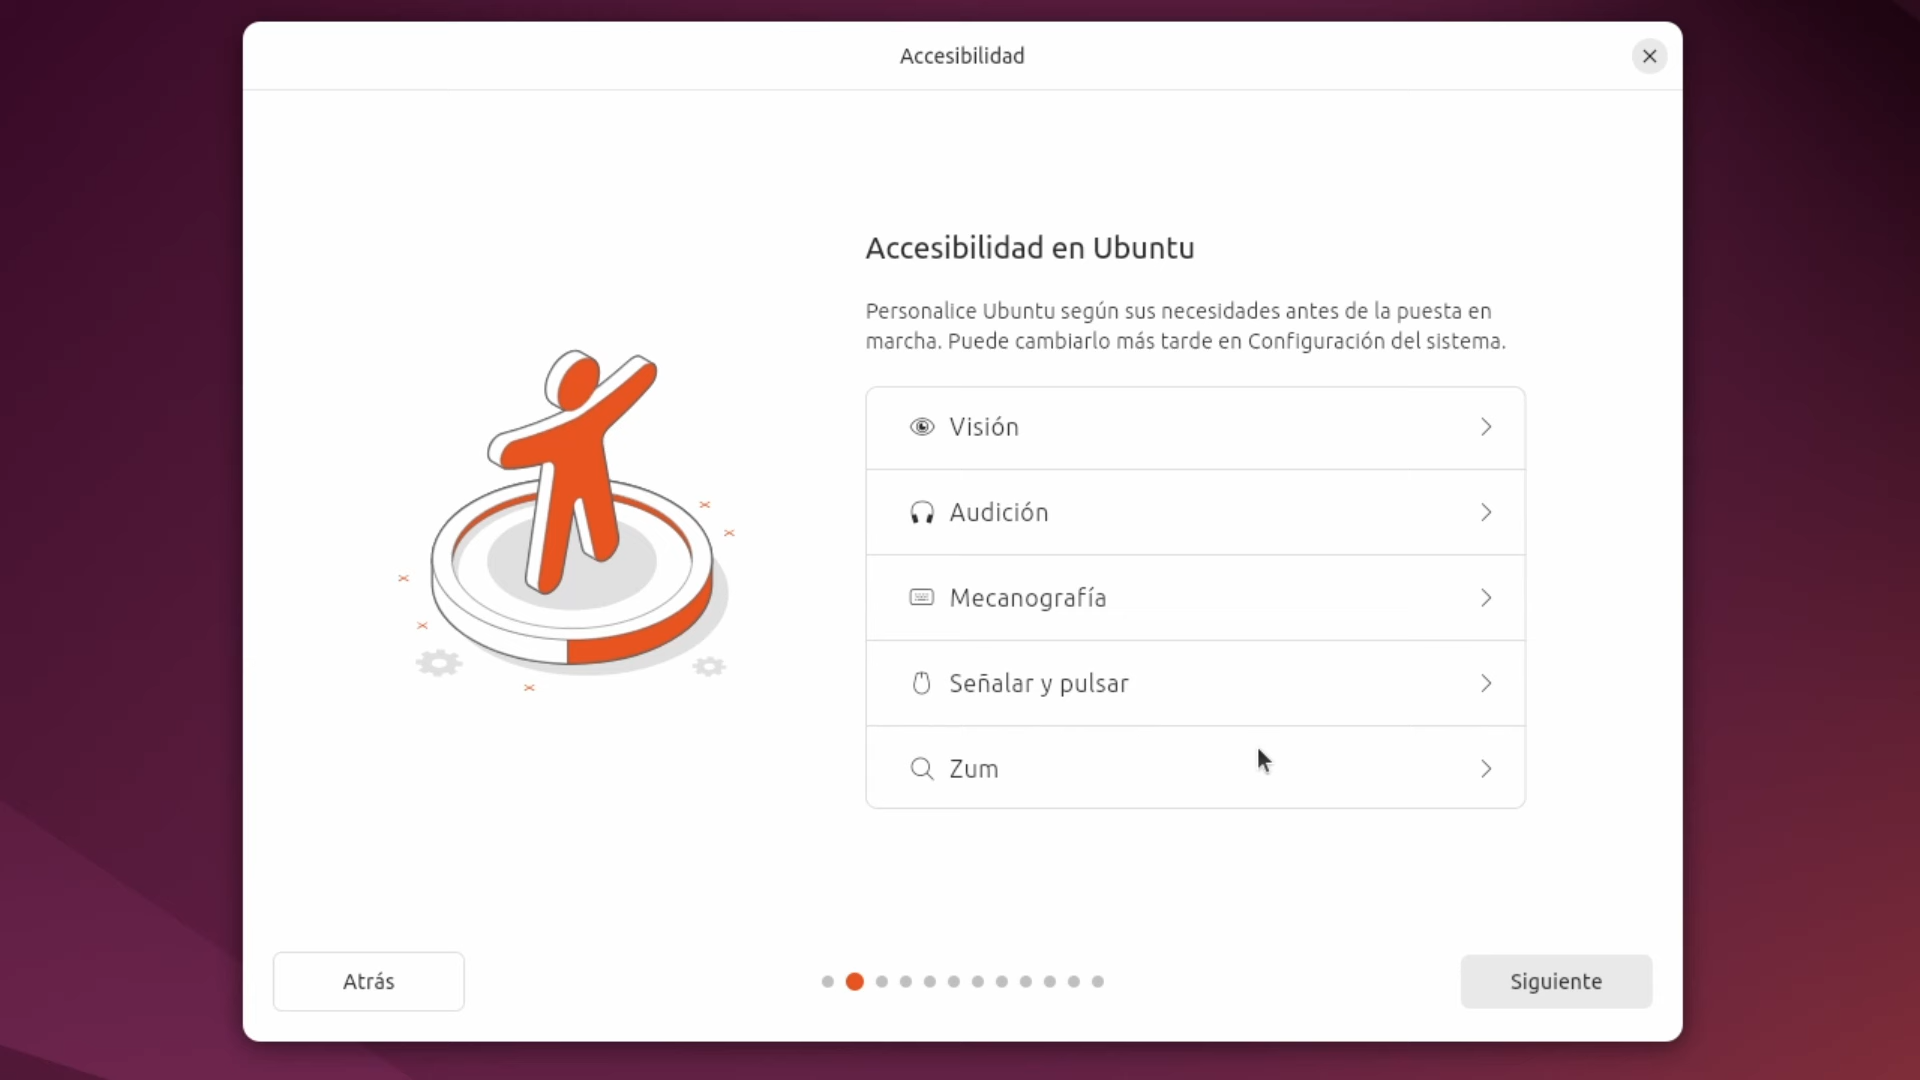 Accesibilidad
Accesibilidad en Ubuntu
Personalice Ubuntu según sus necesidades antes de la puesta en
marcha. Puede cambiarlo más tarde en Configuración del sistema.
Visión
Audición
Mecanografía
Señalar y pulsar
Zum
Atrás
Siguiente